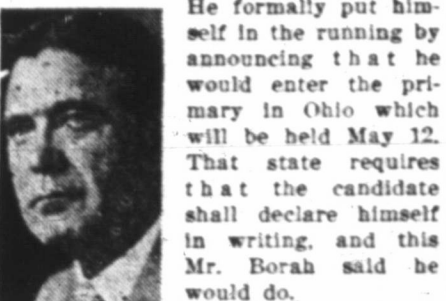 He formally put him-
self in the running by
announcing that he
would enter the pri-
mary in Ohio which
will be held May 12.
That state requires
that the candidate
shall declare himself
in writing, and this
Mr. Borah said he
would do.